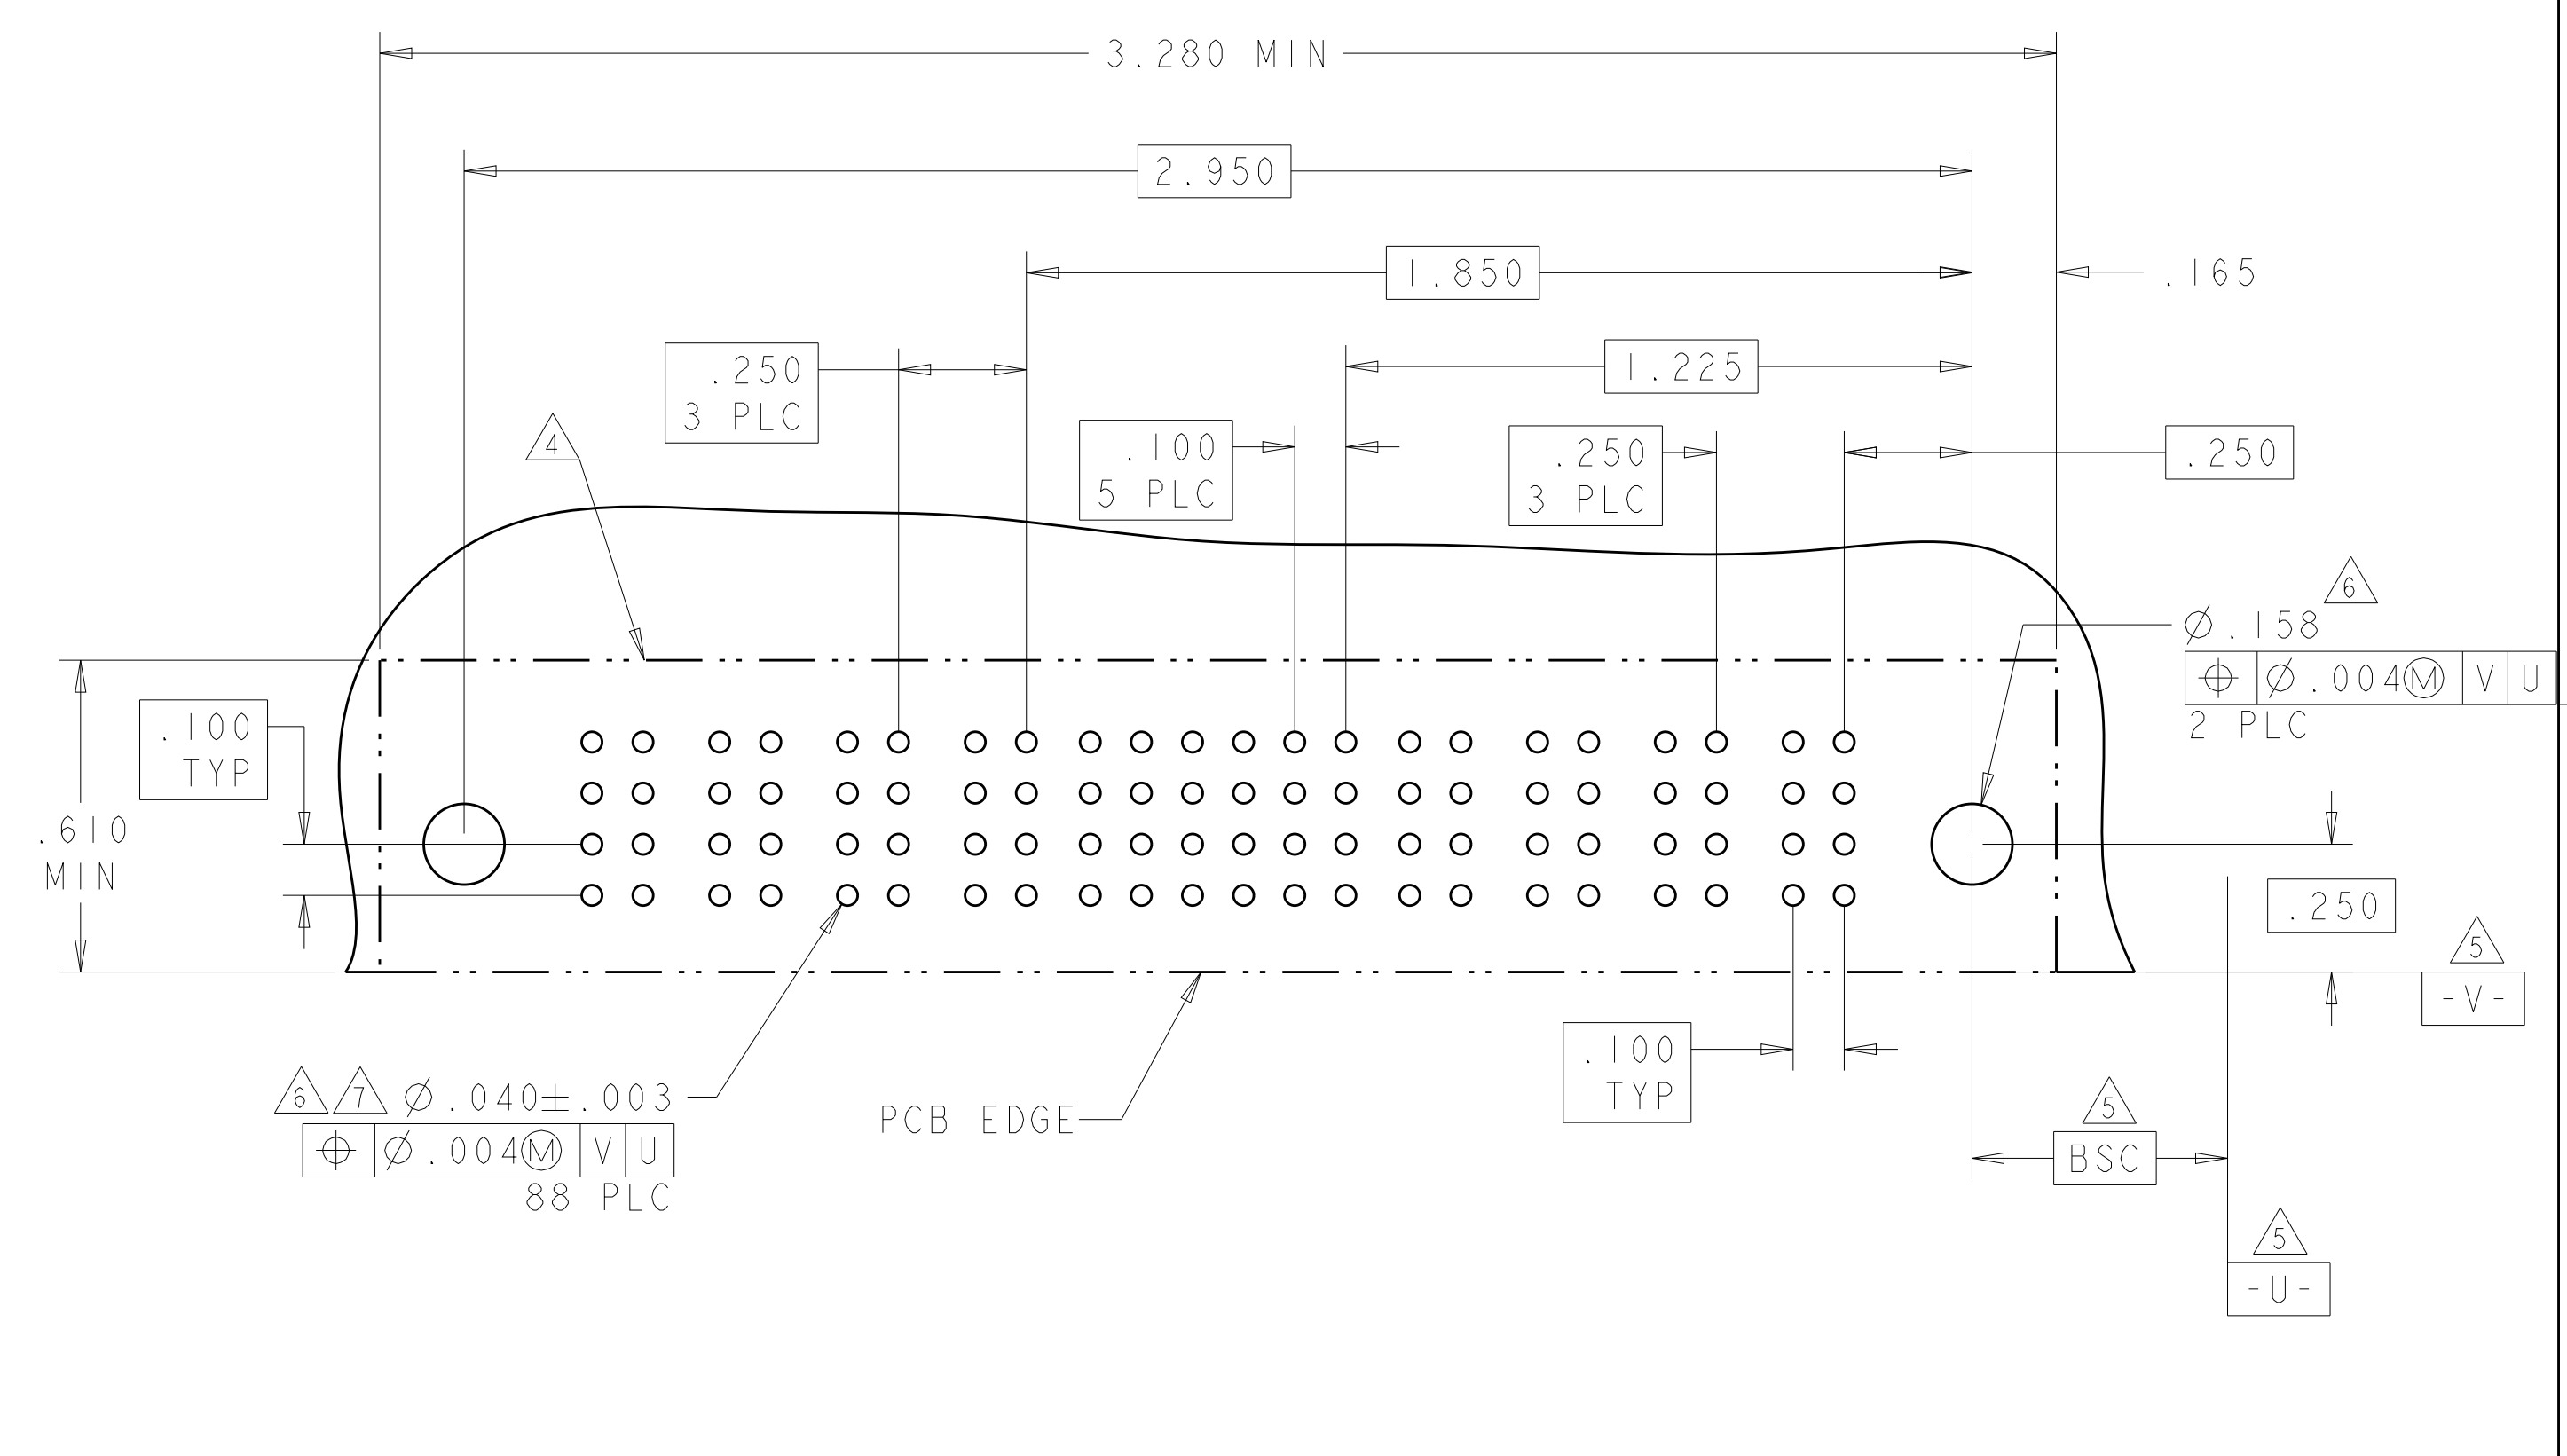 3.280 MIN
2.950
1.850
.165
.250
3 PLC
1.225
4
.100
5 PLC
.250
3 PLC
.250
6
Ø.158
⌖ Ø.004Ⓜ V U
2 PLC
.100
TYP
.610
MIN
.250
5
-V-
6 7 Ø.040±.003
⌖ Ø.004Ⓜ V U
88 PLC
PCB EDGE
.100
TYP
5
BSC
5
-U-